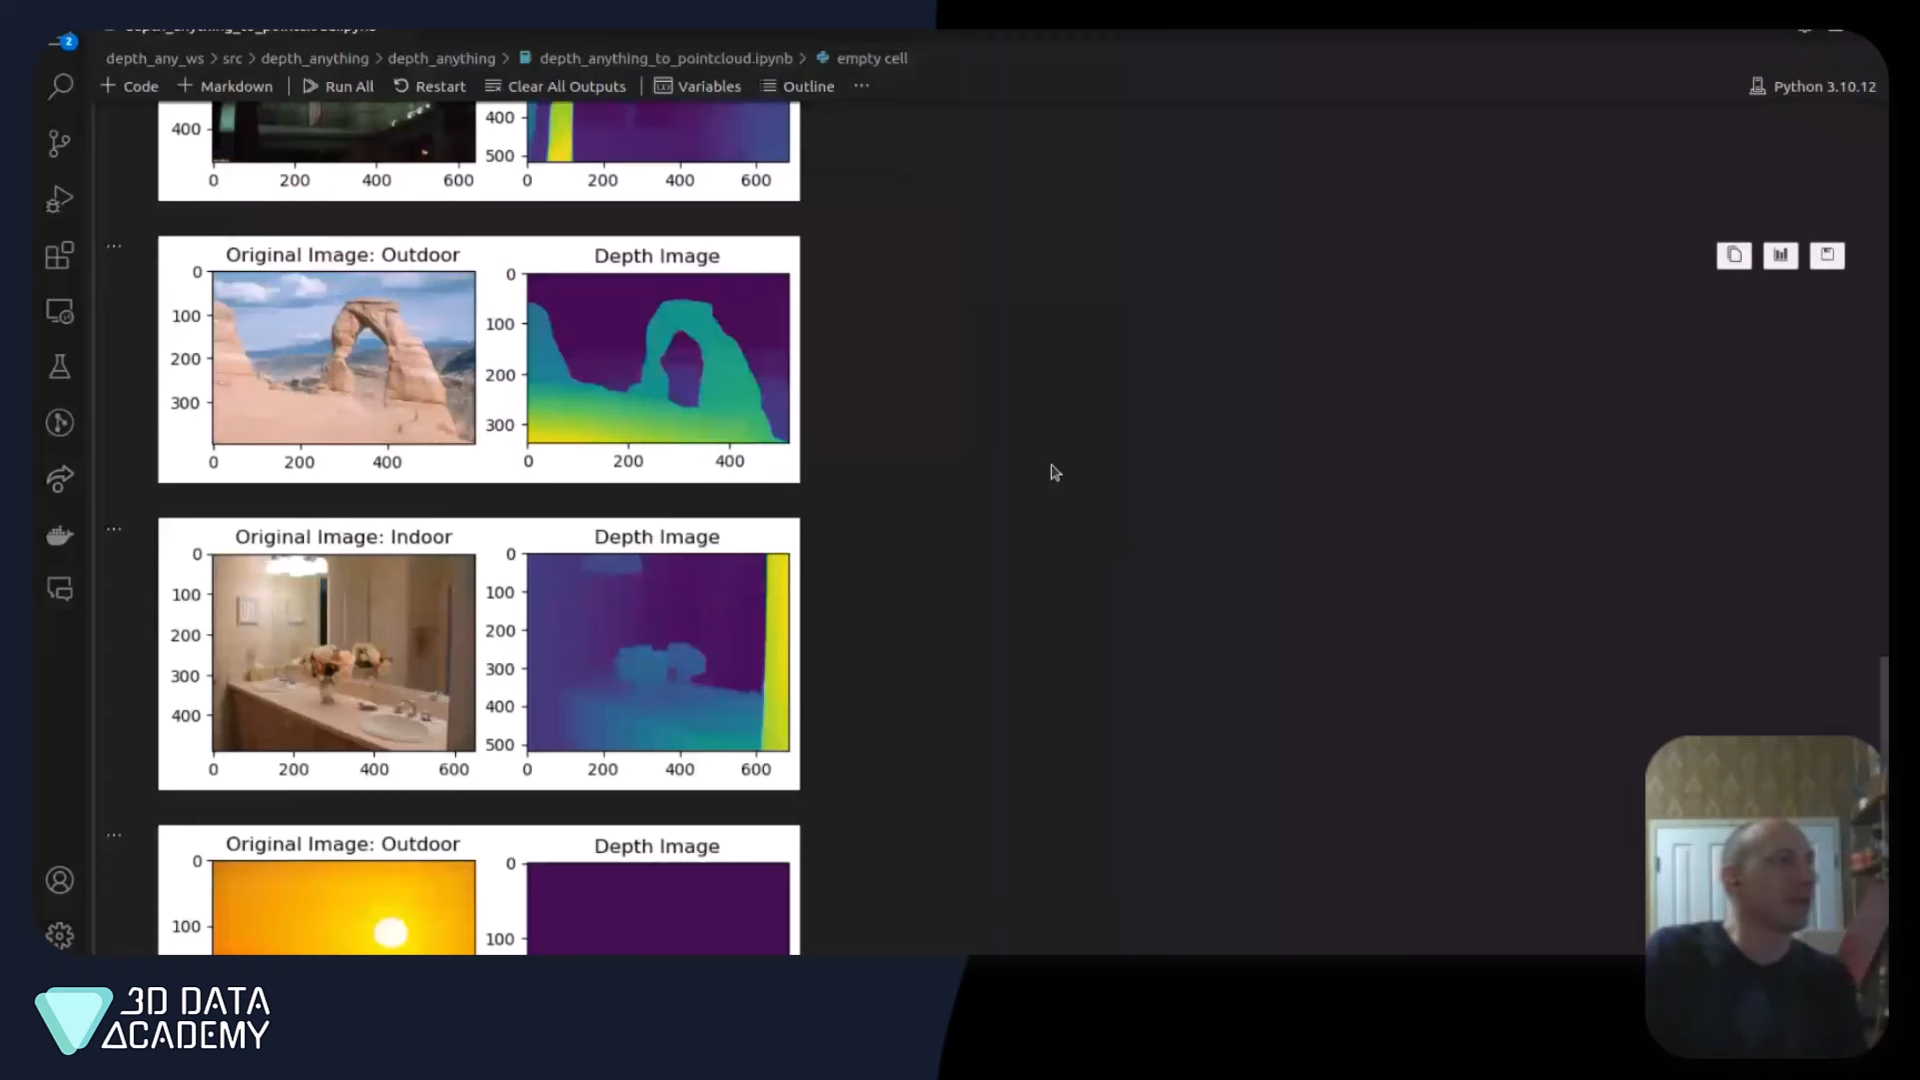 depth_anything_to_pointcloud.ipynb
2
depth_any_ws > src > depth_anything > depth_anything > depth_anything_to_pointcloud.ipynb > empty cell
+ Code + Markdown | Run All Restart Clear All Outputs | Variables Outline ...
Python 3.10.12
400
0 200 400 600
400
500
0 200 400 600
Original Image: Outdoor
0
100
200
300
0 200 400
Depth Image
0
100
200
300
0 200 400
Original Image: Indoor
0
100
200
300
400
0 200 400 600
Depth Image
0
100
200
300
400
500
0 200 400 600
Original Image: Outdoor
0
100
Depth Image
0
100
3D DATA
ACADEMY